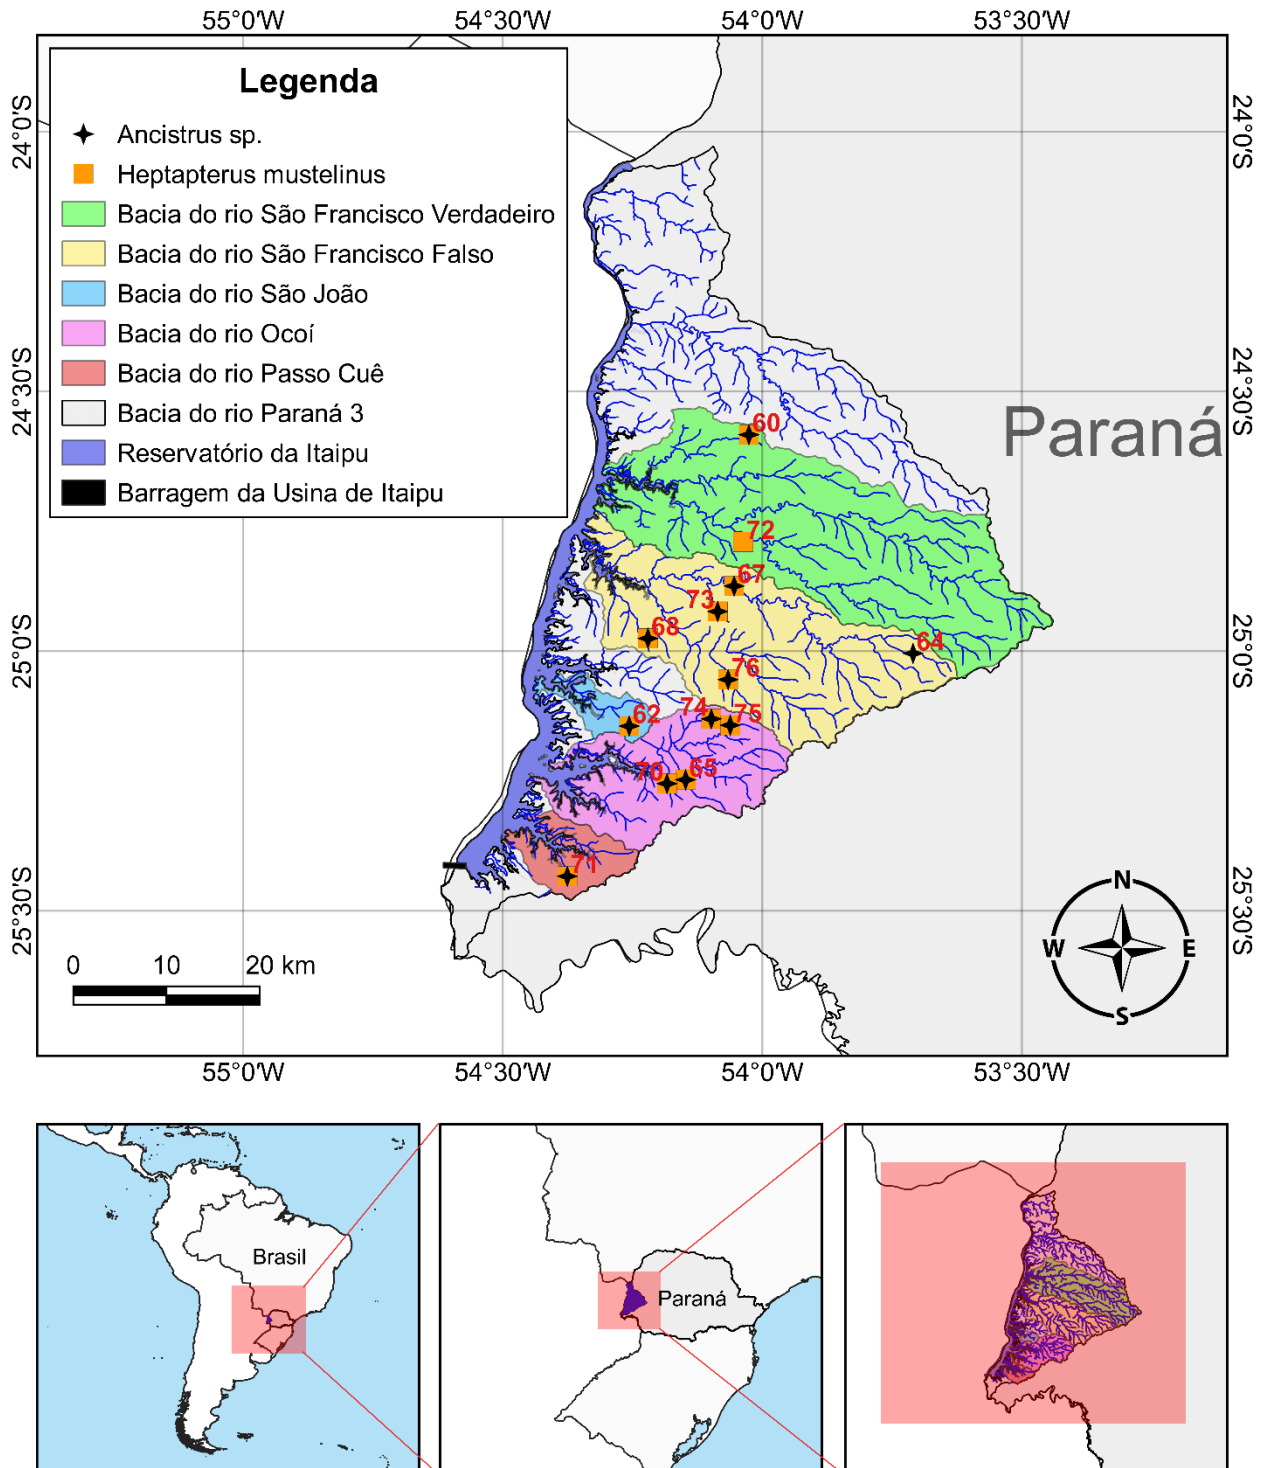 55°0'W 54°30'W 54°0'W 53°30'W
Legenda
Ancistrus sp.
Heptapterus mustelinus
Bacia do rio São Francisco Verdadeiro
Bacia do rio São Francisco Falso
Bacia do rio São João
Bacia do rio Ocoí
Bacia do rio Passo Cuê
Bacia do rio Paraná 3
Reservatório da Itaipu
Barragem da Usina de Itaipu
24°0'S
24°30'S
25°0'S
25°30'S
24°0'S
24°30'S
25°0'S
25°30'S
Paraná
60
72
67
73
68
64
76
62
74
75
70
65
71
0 10 20 km
N
W
E
S
55°0'W 54°30'W 54°0'W 53°30'W
Brasil
Paraná